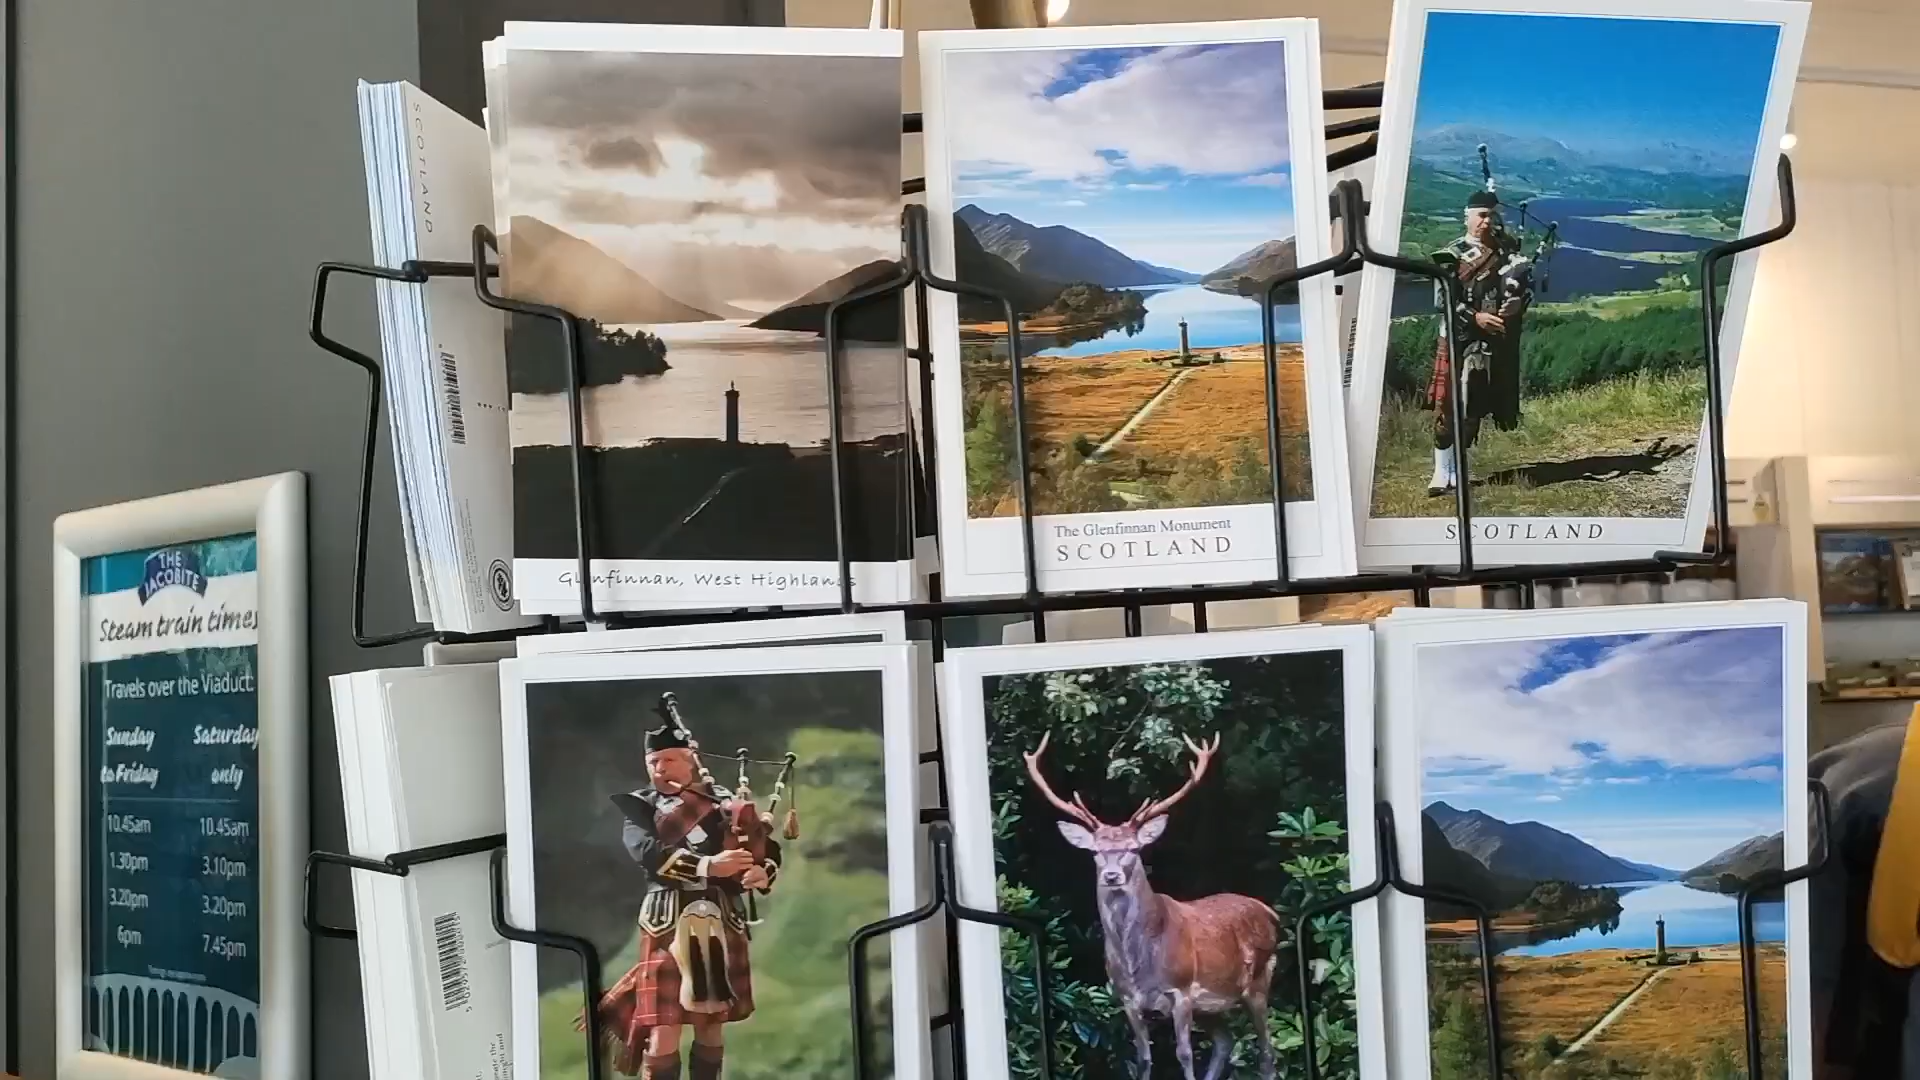 SCOTLAND
Glenfinnan, West Highlands
The Glenfinnan Monument
SCOTLAND
SCOTLAND
THE
JACOBITE
Steam train times
Travels over the Viaduct:
Sunday Saturday
to Friday only
10.45am 10.45am
1.30pm 3.10pm
3.20pm 3.20pm
6pm 7.45pm